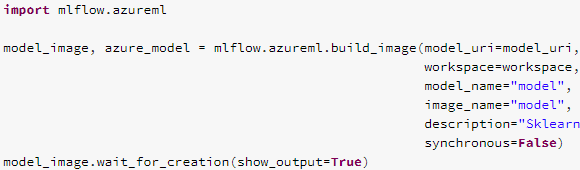 import mlflow.azureml
model_image, azure_model = mlflow.azureml.build_image(model_uri=model_uri,
workspace=workspace,
model_name="model",
image_name="model",
description="Sklearn
synchronous=False)
model_image.wait_for_creation(show_output=True)